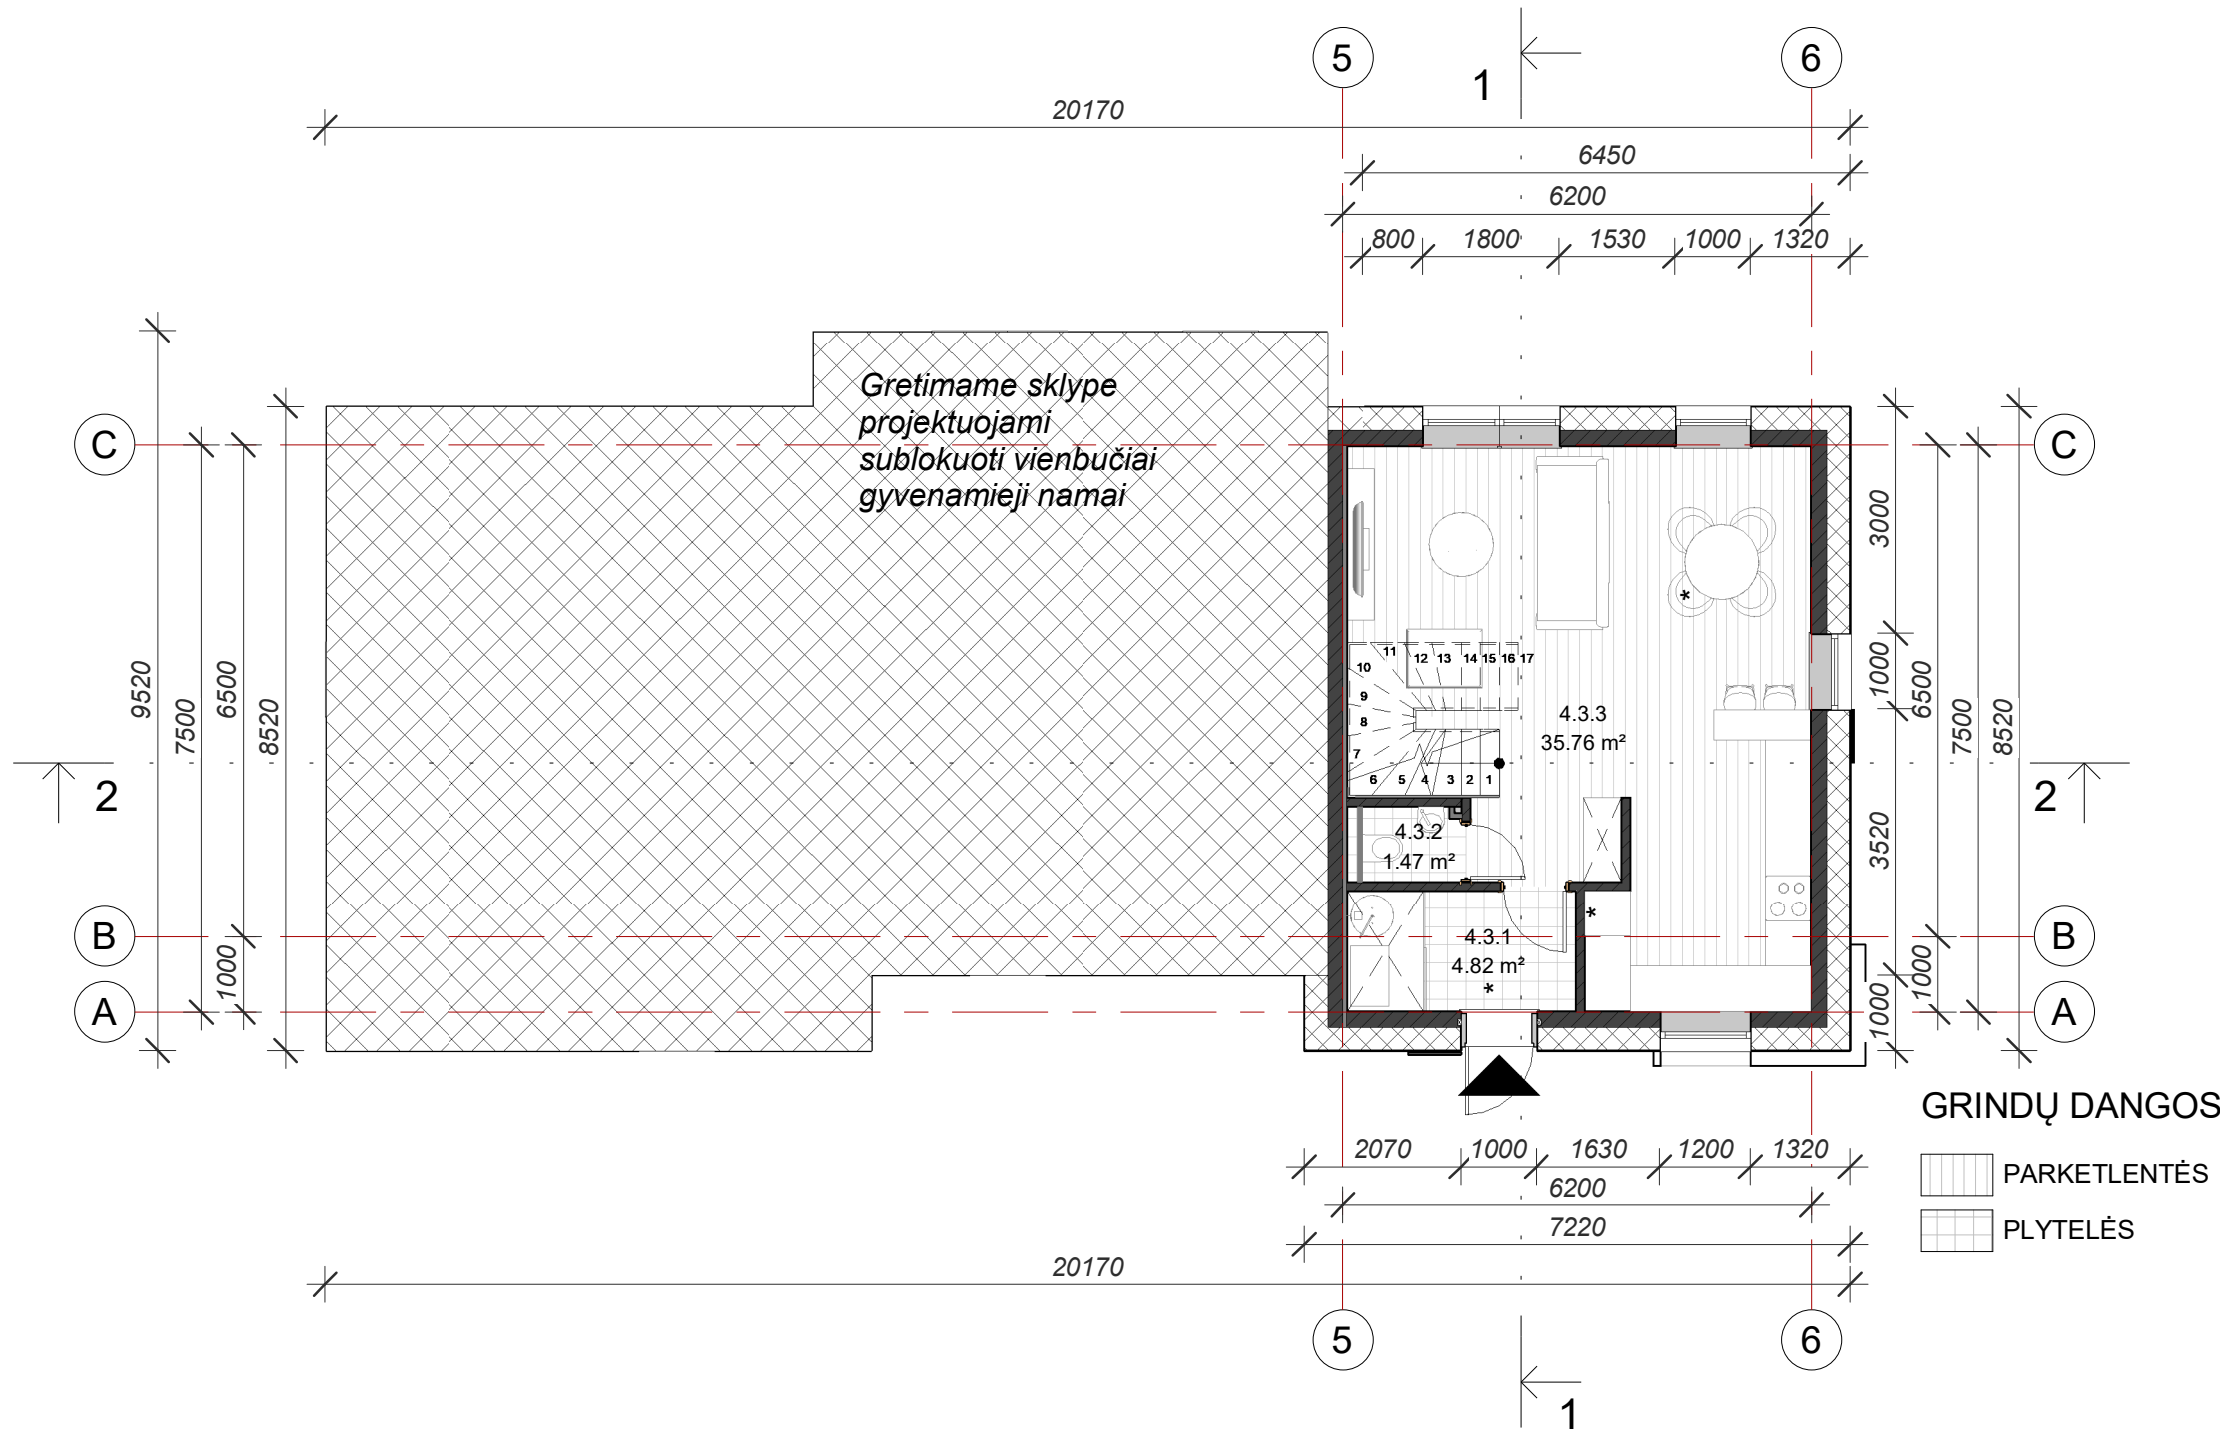 5
6
1
20170
6450
6200
800 1800 1530 1000 1320
Gretimame sklype
projektuojami
sublokuoti vienbučiai
gyvenamieji namai
C
C
9520
7500
6500
8520
3000
1000
6500
7500
8520
11 12 13 14 15 16 17
10
9
8
7
6 5 4 3 2 1
4.3.3
35.76 m²
2
2
4.3.2
1.47 m²
3520
*
*
B
B
4.3.1
4.82 m²
*
1000
1000
1000
A
A
GRINDŲ DANGOS
PARKETLENTĖS
PLYTELĖS
2070 1000 1630 1200 1320
6200
7220
20170
5
6
1